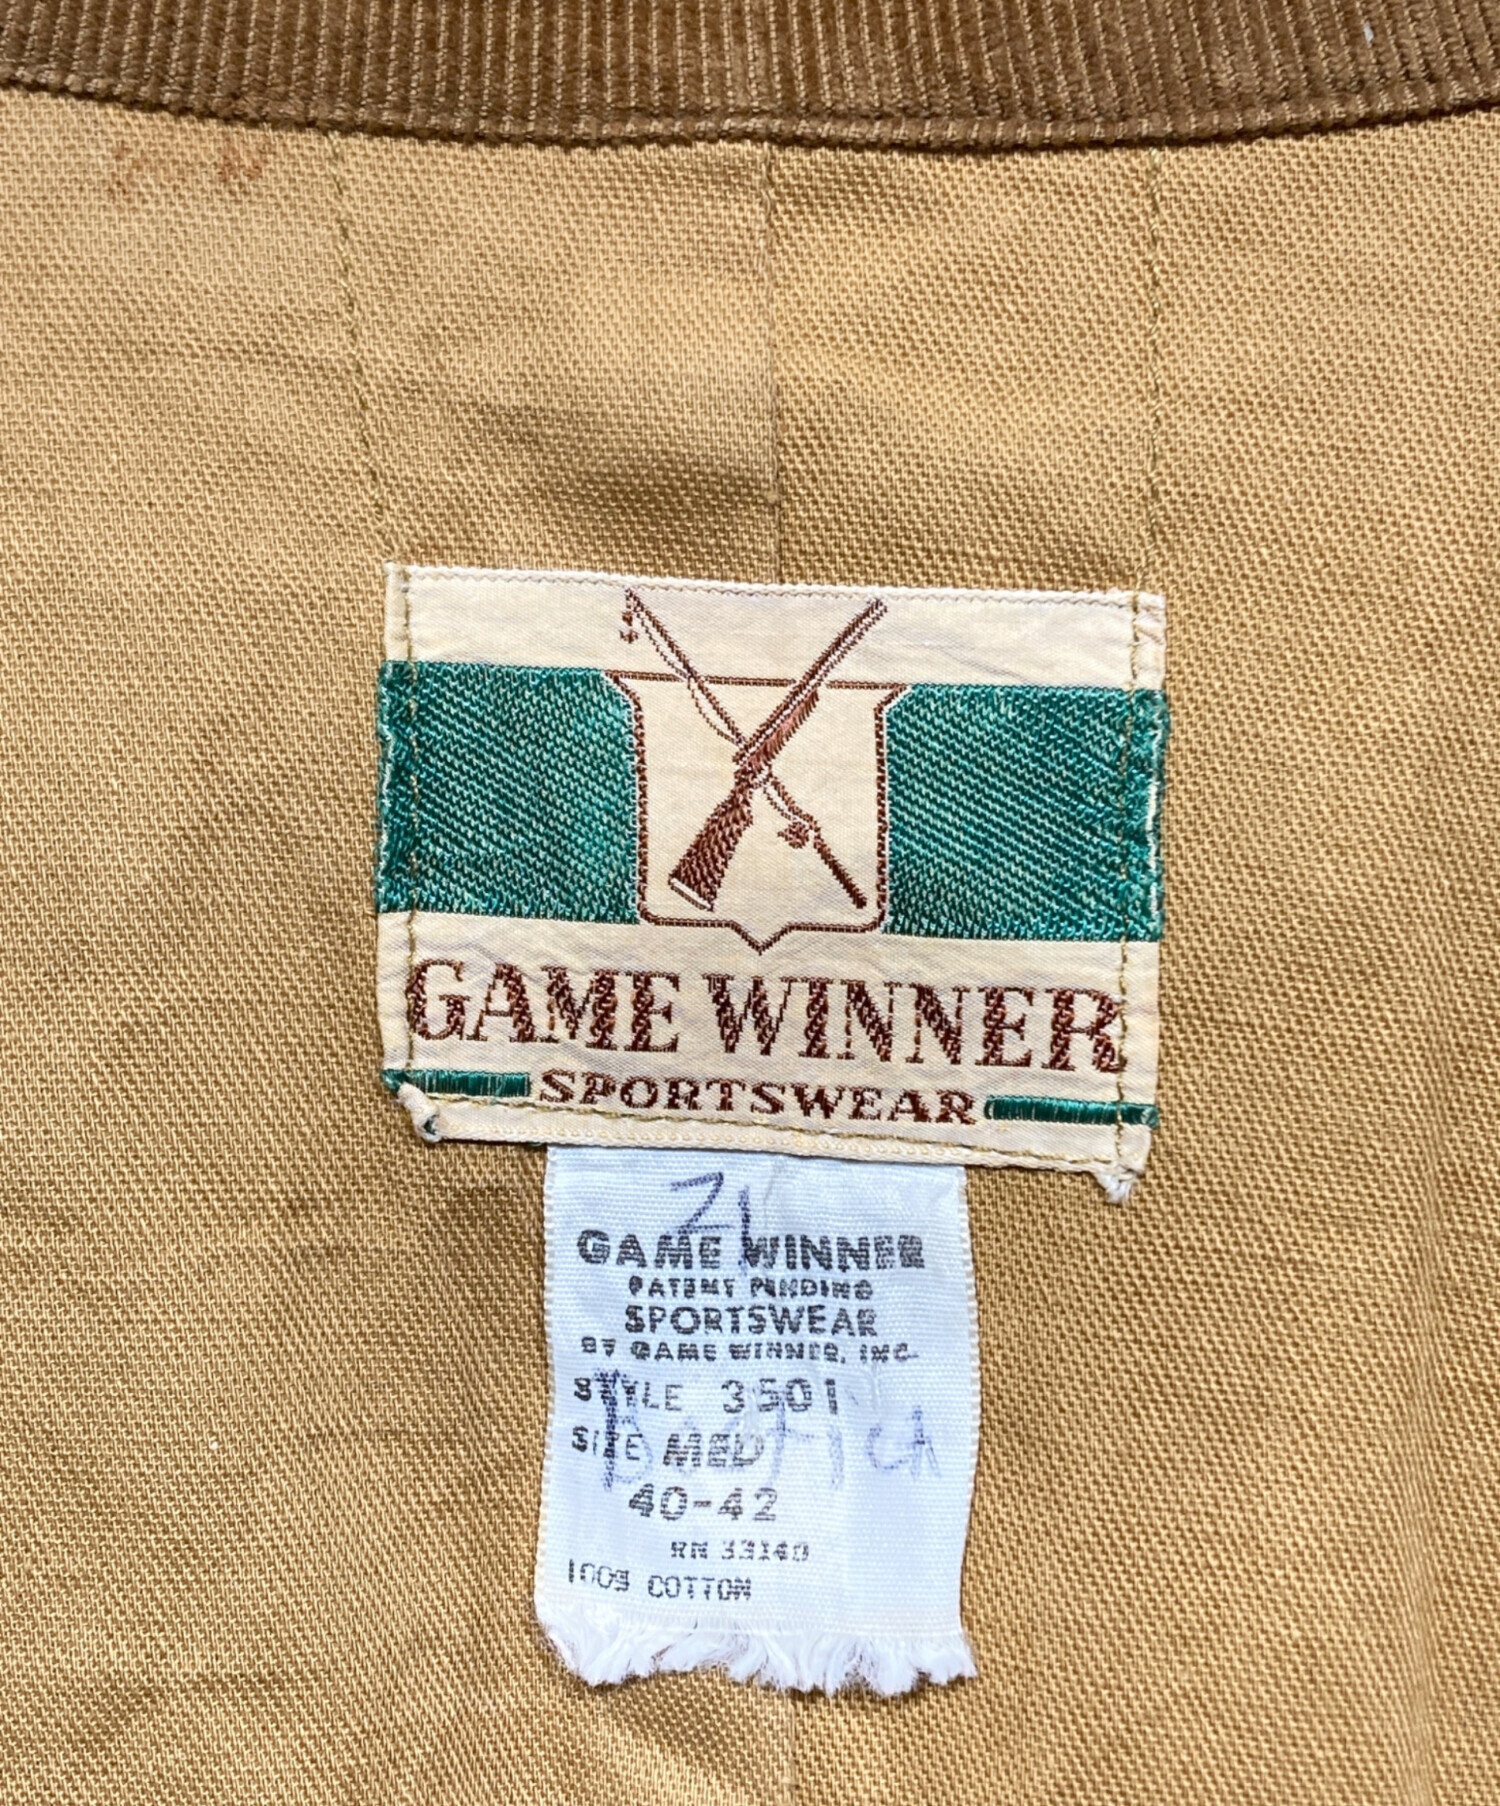 GAME WINNER
SPORTSWEAR
21
GAME WINNER
PATENT PENDING
SPORTSWEAR
BY GAME WINNER, INC.
STYLE 3501
SIZE MED
40-42
RN 33140
100% COTTON